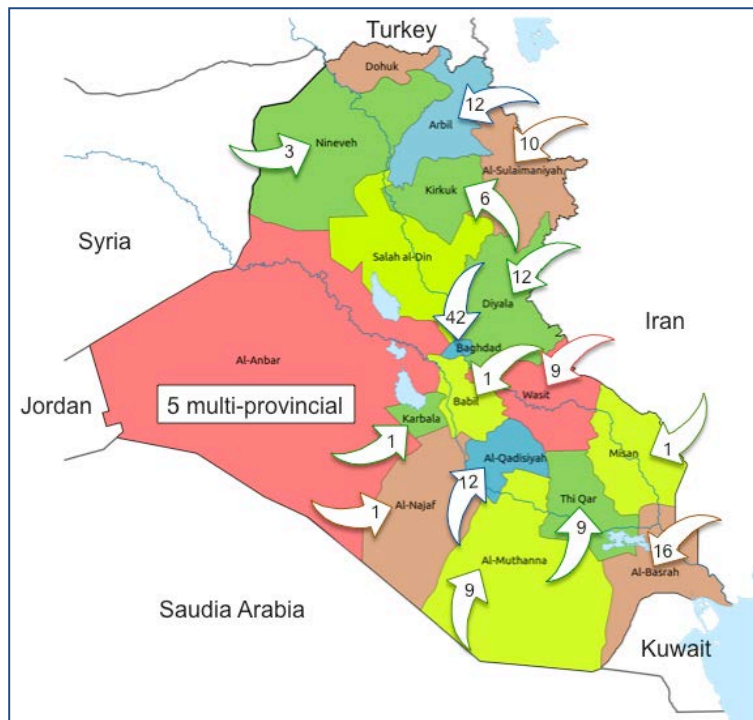 Turkey
Dohuk
12
Arbil
10
Nineveh
3
Al-Sulaimaniyah
Kirkuk
6
Syria
Salah al-Din
12
Diyala
42
Iran
Baghdad
Al-Anbar
9
1
Wasit
5 multi-provincial
Babil
Jordan
Karbala
1
Misan
1
Al-Qadisiyah
12
Thi Qar
Al-Najaf
1
9
16
Al-Muthanna
Al-Basrah
9
Saudia Arabia
Kuwait